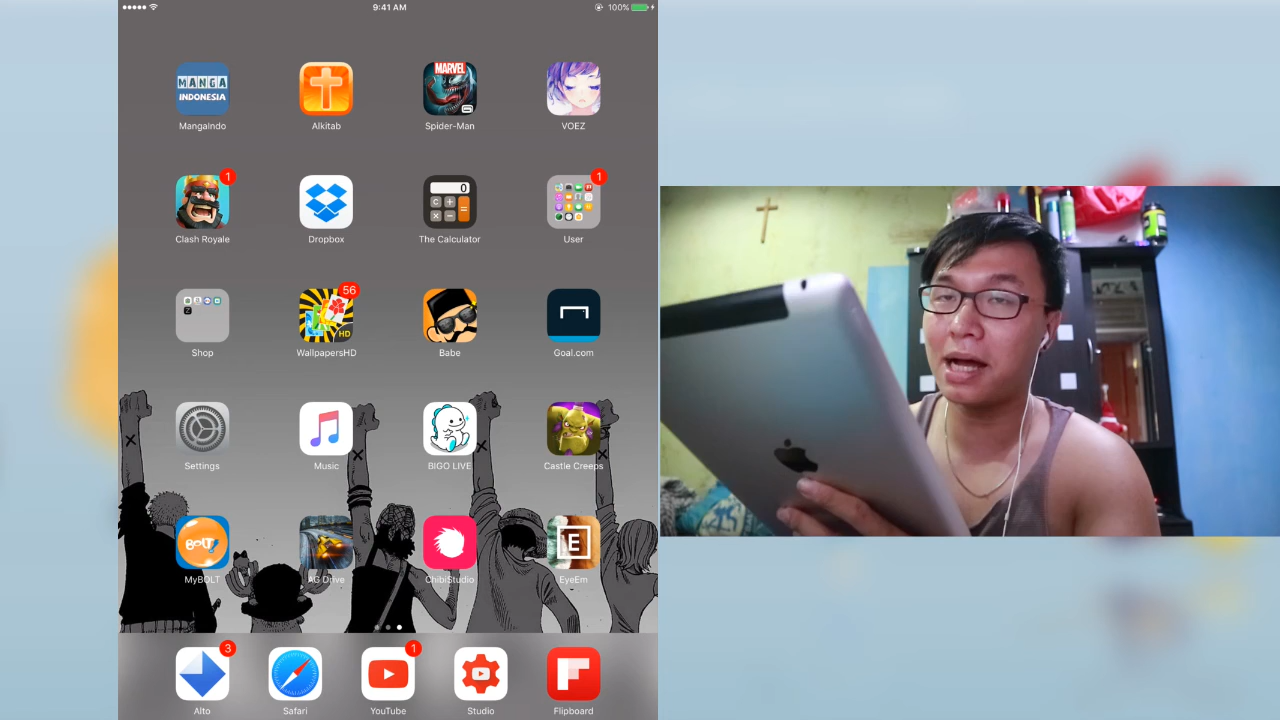 9:41 AM
100%
MANGA
INDONESIA
MARVEL
MangaIndo
Alkitab
Spider-Man
VOEZ
1
0
1
Clash Royale
Dropbox
The Calculator
User
56
HD
Shop
WallpapersHD
Babe
Goal.com
Settings
Music
BIGO LIVE
Castle Creeps
BOLT!
E
MyBOLT
AG Drive
ChibiStudio
EyeEm
3
1
Alto
Safari
YouTube
Studio
Flipboard